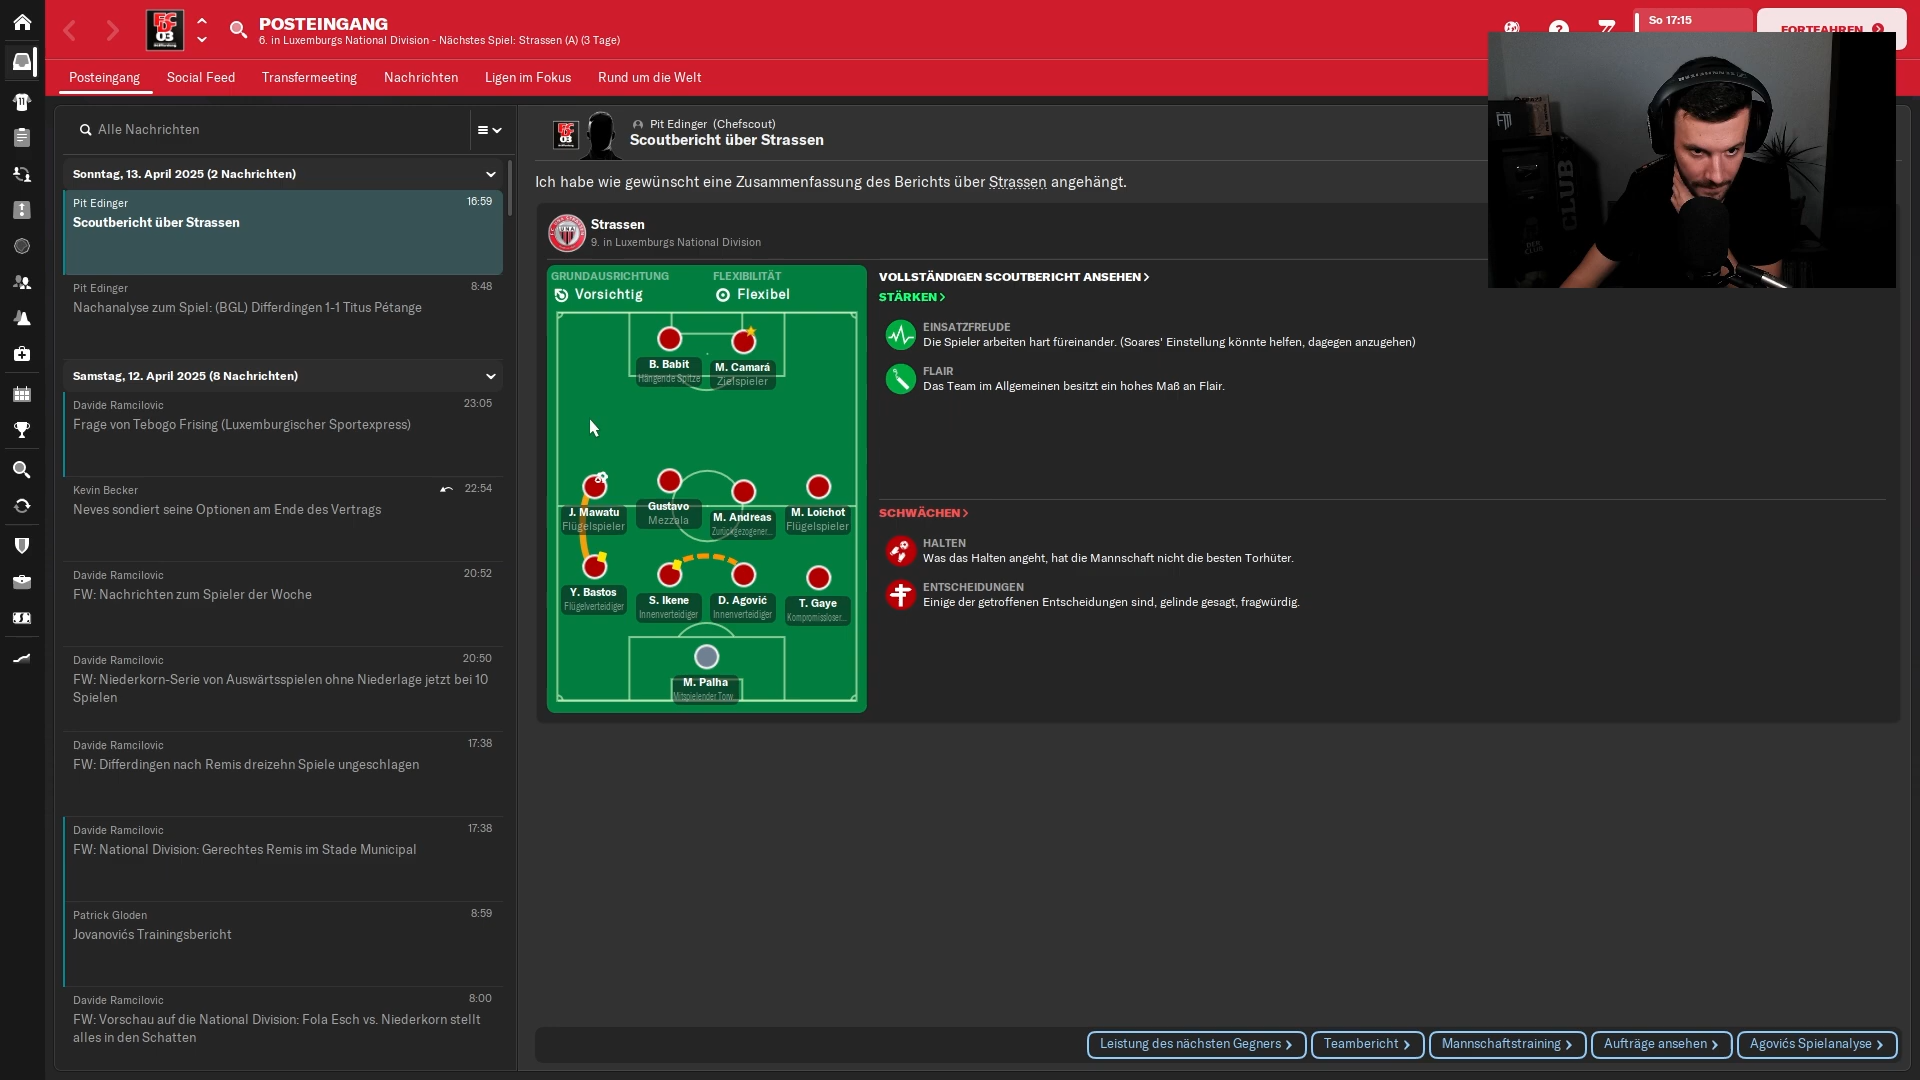 POSTEINGANG
6. in Luxemburgs National Division - Nächstes Spiel: Strassen (A) (3 Tage)
So 17:15
FORTFAHREN
Posteingang
Social Feed
Transfermeeting
Nachrichten
Ligen im Fokus
Rund um die Welt
Alle Nachrichten
Sonntag, 13. April 2025 (2 Nachrichten)
Pit Edinger 16:59
Scoutbericht über Strassen
Pit Edinger 8:48
Nachanalyse zum Spiel: (BGL) Differdingen 1-1 Titus Pétange
Samstag, 12. April 2025 (8 Nachrichten)
Davide Ramcilovic 23:05
Frage von Tebogo Frising (Luxemburgischer Sportexpress)
Kevin Becker 22:54
Neves sondiert seine Optionen am Ende des Vertrags
Davide Ramcilovic 20:52
FW: Nachrichten zum Spieler der Woche
Davide Ramcilovic 20:50
FW: Niederkorn-Serie von Auswärtsspielen ohne Niederlage jetzt bei 10
Spielen
Davide Ramcilovic 17:38
FW: Differdingen nach Remis dreizehn Spiele ungeschlagen
Davide Ramcilovic 17:38
FW: National Division: Gerechtes Remis im Stade Municipal
Patrick Gloden 8:59
Jovanovićs Trainingsbericht
Davide Ramcilovic 8:00
FW: Vorschau auf die National Division: Fola Esch vs. Niederkorn stellt
alles in den Schatten
Pit Edinger (Chefscout)
Scoutbericht über Strassen
Ich habe wie gewünscht eine Zusammenfassung des Berichts über Strassen angehängt.
Strassen
9. in Luxemburgs National Division
GRUNDAUSRICHTUNG
Vorsichtig
FLEXIBILITÄT
Flexibel
B. Babit
Hängende Spitze
M. Camará
Zielspieler
J. Mawatu
Flügelspieler
Gustavo
Mezzala
M. Andreas
Zurückgezogener...
M. Loichot
Flügelspieler
Y. Bastos
Flügelverteidiger
S. Ikene
Innenverteidiger
D. Agović
Innenverteidiger
T. Gaye
Kompromissloser...
M. Palha
Mitspielender Torw...
VOLLSTÄNDIGEN SCOUTBERICHT ANSEHEN
STÄRKEN
EINSATZFREUDE
Die Spieler arbeiten hart füreinander. (Soares' Einstellung könnte helfen, dagegen anzugehen)
FLAIR
Das Team im Allgemeinen besitzt ein hohes Maß an Flair.
SCHWÄCHEN
HALTEN
Was das Halten angeht, hat die Mannschaft nicht die besten Torhüter.
ENTSCHEIDUNGEN
Einige der getroffenen Entscheidungen sind, gelinde gesagt, fragwürdig.
Leistung des nächsten Gegners
Teambericht
Mannschaftstraining
Aufträge ansehen
Agovićs Spielanalyse
CLUB